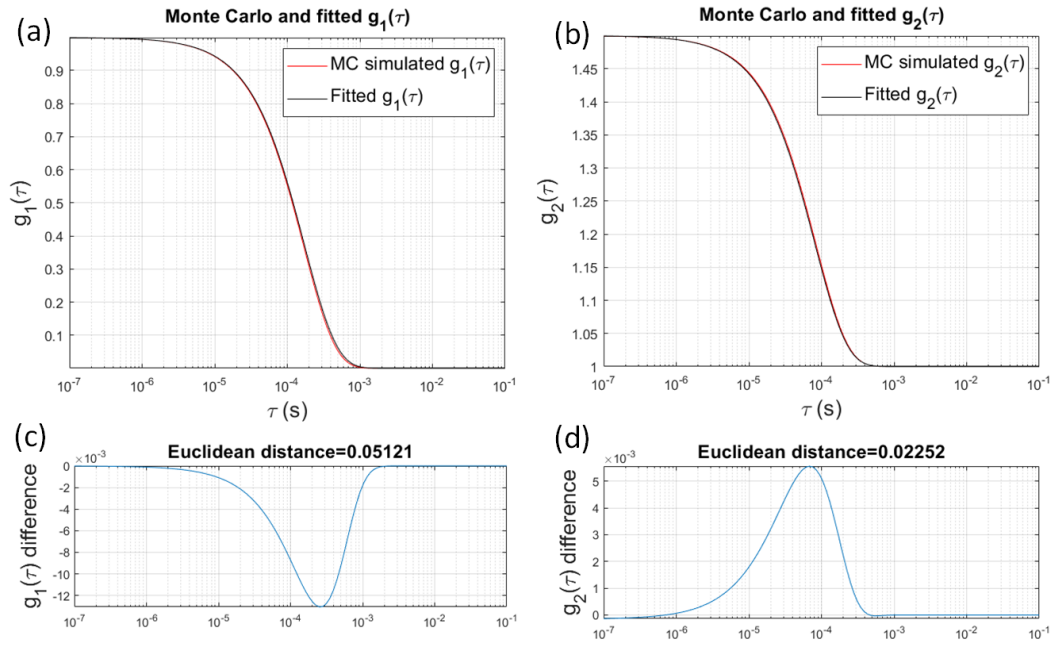 (a)
Monte Carlo and fitted g₁(τ)
MC simulated g₁(τ)
Fitted g₁(τ)
g₁(τ)
0.9
0.8
0.7
0.6
0.5
0.4
0.3
0.2
0.1
10⁻⁷ 10⁻⁶ 10⁻⁵ 10⁻⁴ 10⁻³ 10⁻² 10⁻¹
τ (s)
(b)
Monte Carlo and fitted g₂(τ)
MC simulated g₂(τ)
Fitted g₂(τ)
g₂(τ)
1.45
1.4
1.35
1.3
1.25
1.2
1.15
1.1
1.05
1
10⁻⁷ 10⁻⁶ 10⁻⁵ 10⁻⁴ 10⁻³ 10⁻² 10⁻¹
τ (s)
(c)
Euclidean distance=0.05121
×10⁻³
g₁(τ) difference
0
-2
-4
-6
-8
-10
-12
10⁻⁷ 10⁻⁶ 10⁻⁵ 10⁻⁴ 10⁻³ 10⁻² 10⁻¹
(d)
Euclidean distance=0.02252
×10⁻³
g₂(τ) difference
5
4
3
2
1
0
10⁻⁷ 10⁻⁶ 10⁻⁵ 10⁻⁴ 10⁻³ 10⁻² 10⁻¹